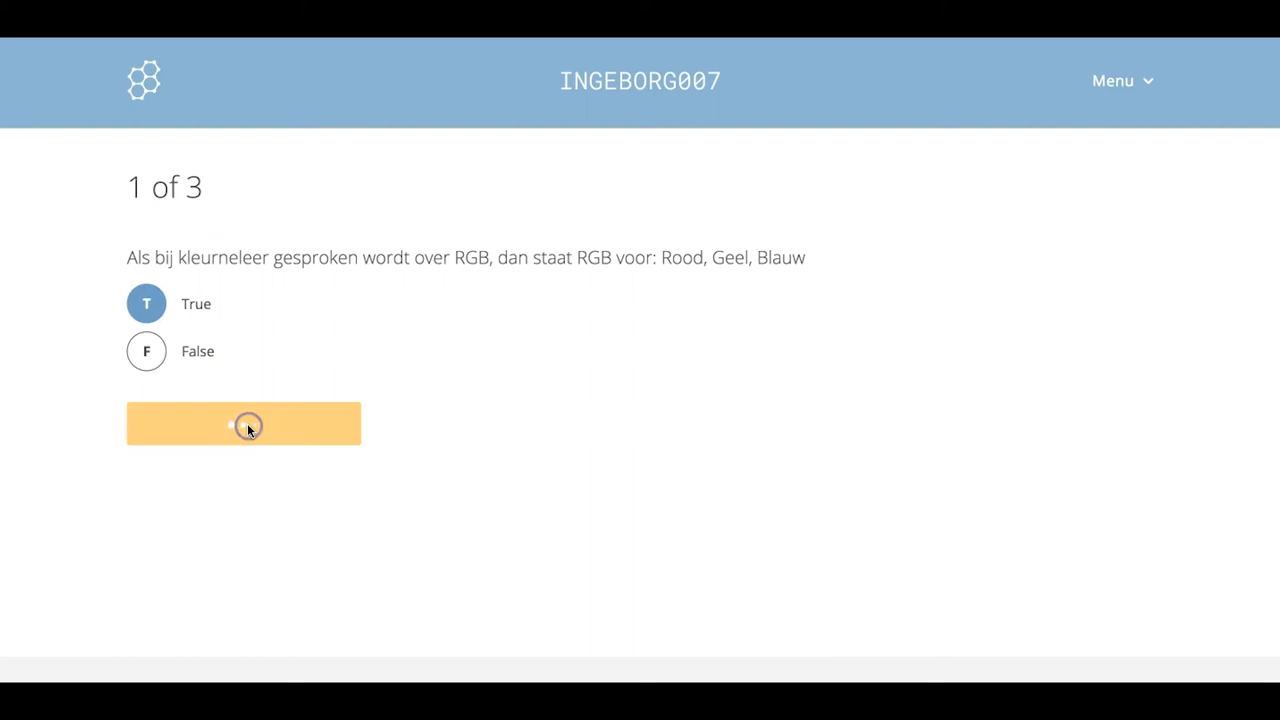 INGEBORG007
Menu
1 of 3
Als bij kleurneleer gesproken wordt over RGB, dan staat RGB voor: Rood, Geel, Blauw
T True
F False